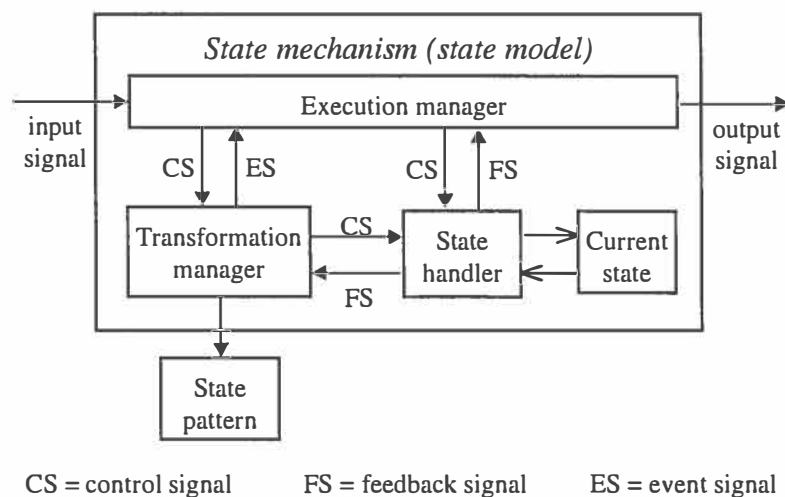 State mechanism (state model)
Execution manager
input
signal
output
signal
CS
ES
CS
FS
Transformation
manager
CS
FS
State
handler
Current
state
State
pattern
CS = control signal
FS = feedback signal
ES = event signal